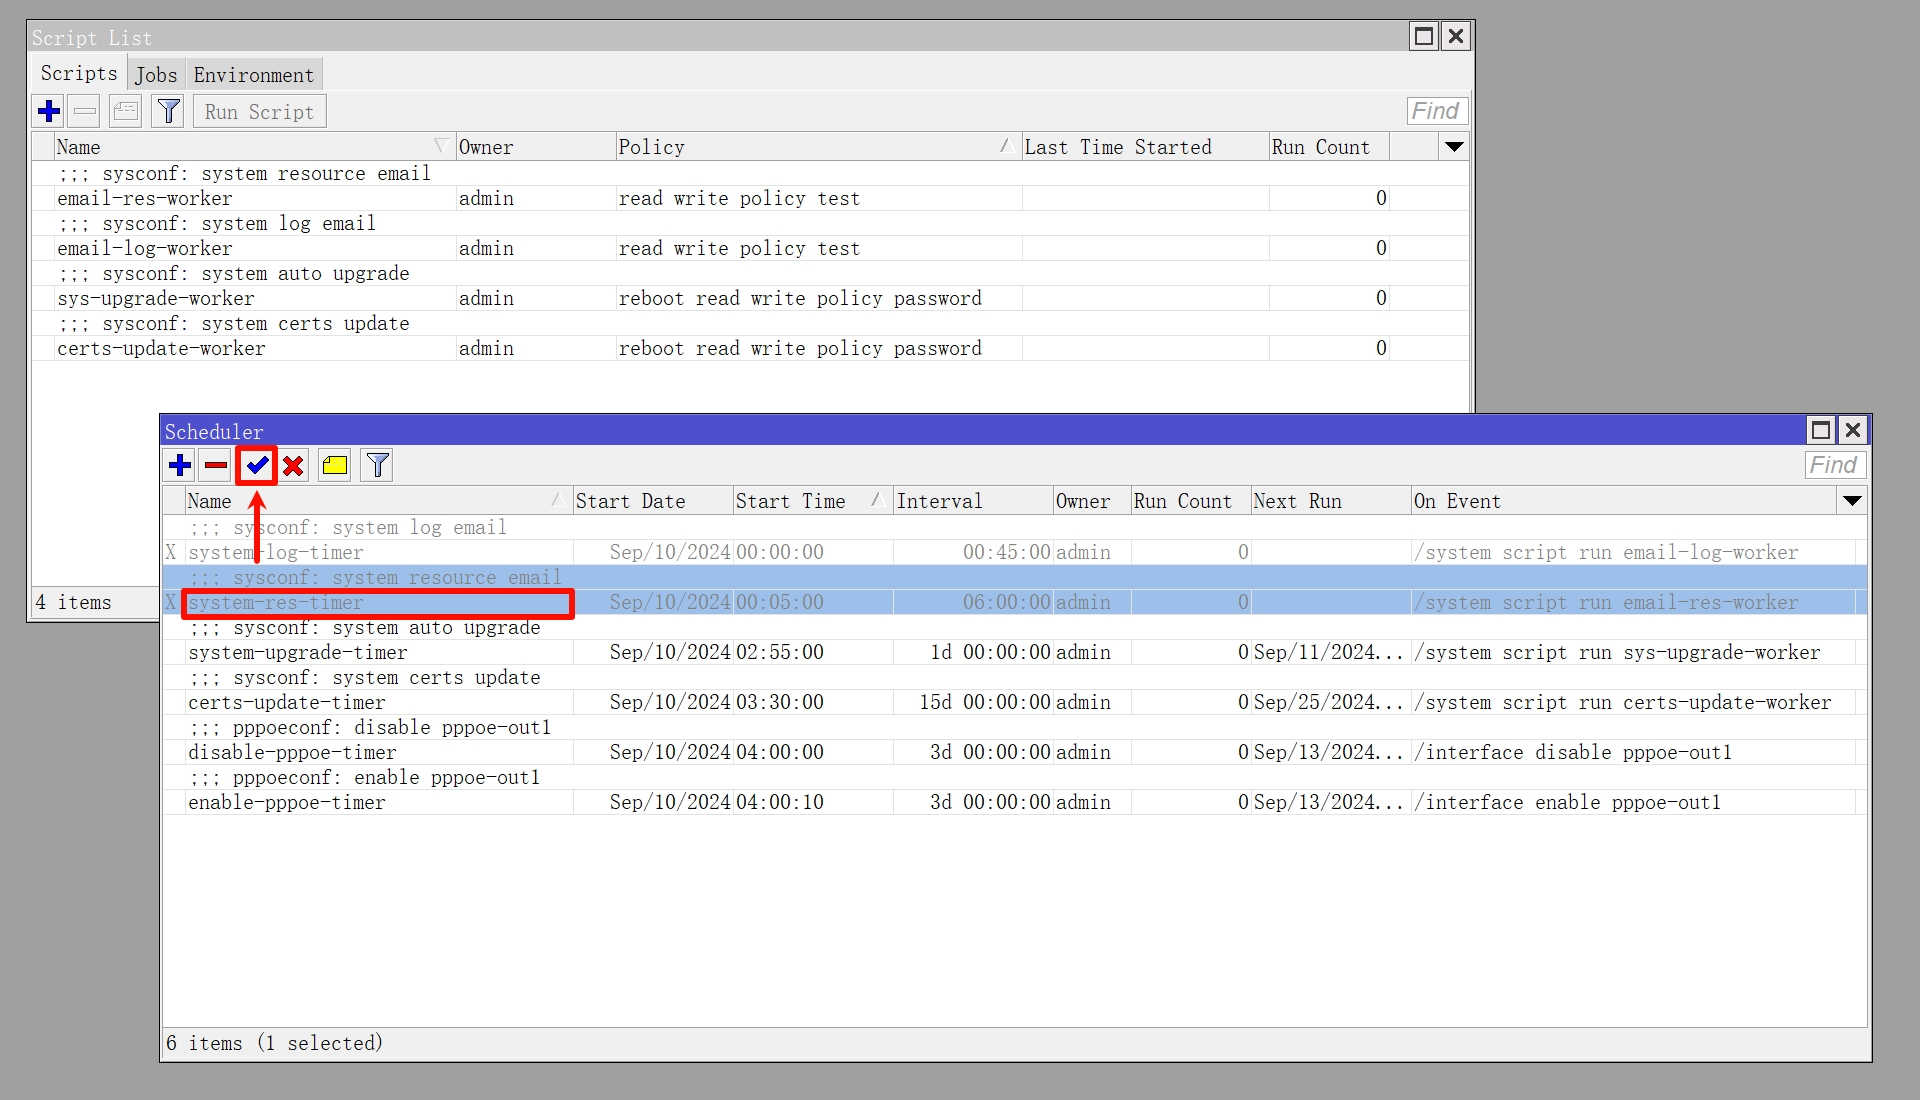 Script List
Scripts Jobs Environment
Run Script Find
Name Owner Policy Last Time Started Run Count
;;; sysconf: system resource email
email-res-worker admin read write policy test 0
;;; sysconf: system log email
email-log-worker admin read write policy test 0
;;; sysconf: system auto upgrade
sys-upgrade-worker admin reboot read write policy password 0
;;; sysconf: system certs update
certs-update-worker admin reboot read write policy password 0
4 items
Scheduler
Find
Name Start Date Start Time Interval Owner Run Count Next Run On Event
;;; sysconf: system log email
X system-log-timer Sep/10/2024 00:00:00 00:45:00 admin 0 /system script run email-log-worker
;;; sysconf: system resource email
X system-res-timer Sep/10/2024 00:05:00 06:00:00 admin 0 /system script run email-res-worker
;;; sysconf: system auto upgrade
system-upgrade-timer Sep/10/2024 02:55:00 1d 00:00:00 admin 0 Sep/11/2024... /system script run sys-upgrade-worker
;;; sysconf: system certs update
certs-update-timer Sep/10/2024 03:30:00 15d 00:00:00 admin 0 Sep/25/2024... /system script run certs-update-worker
;;; pppoeconf: disable pppoe-out1
disable-pppoe-timer Sep/10/2024 04:00:00 3d 00:00:00 admin 0 Sep/13/2024... /interface disable pppoe-out1
;;; pppoeconf: enable pppoe-out1
enable-pppoe-timer Sep/10/2024 04:00:10 3d 00:00:00 admin 0 Sep/13/2024... /interface enable pppoe-out1
6 items (1 selected)